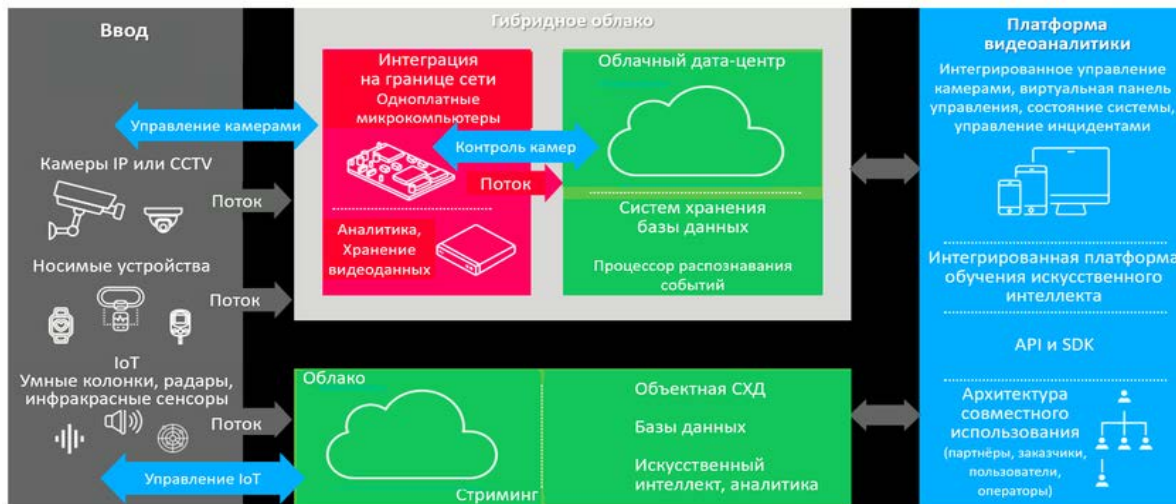 Ввод
Управление камерами
Камеры IP или CCTV
Поток
Носимые устройства
Поток
IoT
Умные колонки, радары,
инфракрасные сенсоры
Поток
Управление IoT
Гибридное облако
Интеграция
на границе сети
Одноплатные
микрокомпьютеры
Контроль камер
Поток
Аналитика,
Хранение
видеоданных
Облачный дата-центр
Систем хранения
базы данных
Процессор распознавания
событий
Облако
Стриминг
Объектная СХД
Базы данных
Искусственный
интеллект, аналитика
Платформа
видеоаналитики
Интегрированное управление
камерами, виртуальная панель
управления, состояние системы,
управление инцидентами
Интегрированная платформа
обучения искусственного
интеллекта
API и SDK
Архитектура
совместного
использования
(партнёры, заказчики,
пользователи,
операторы)